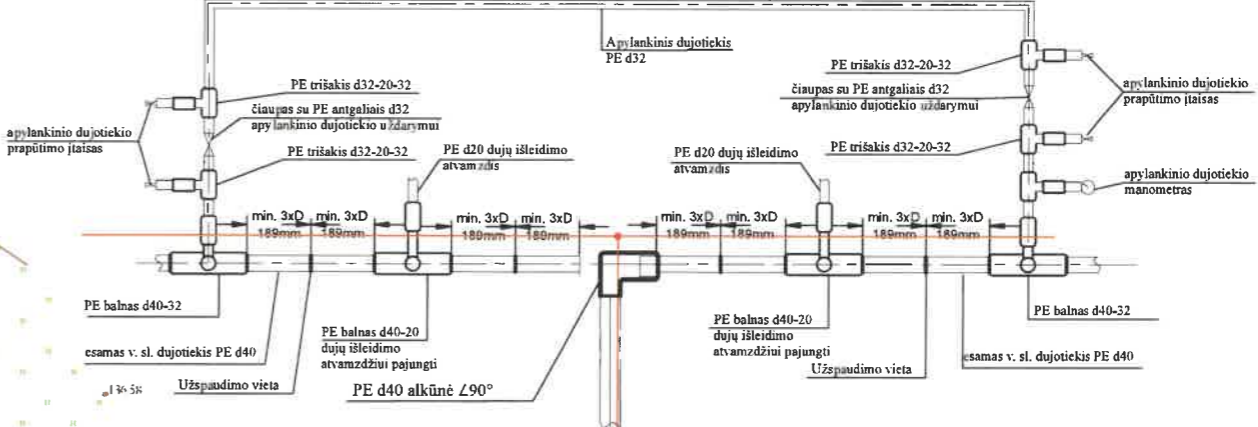 Apylankinis dujotiekis
PE d32
PE trišakis d32-20-32
PE trišakis d32-20-32
čiaupas su PE antgaliais d32
apylankinio dujotiekio uždarymui
apylankinio dujotiekio
prapūtimo įtaisas
čiaupas su PE antgaliais d32
apylankinio dujotiekio uždarymui
apylankinio dujotiekio
prapūtimo įtaisas
PE trišakis d32-20-32
PE d20 dujų išleidimo
atvamzdis
PE d20 dujų išleidimo
atvamzdis
PE trišakis d32-20-32
apylankinio dujotiekio
manometras
min. 3xD
189mm
min. 3xD
189mm
min. 3xD
189mm
min. 3xD
189mm
min. 3xD
189mm
min. 3xD
189mm
min. 3xD
189mm
min. 3xD
189mm
PE balnas d40-32
PE balnas d40-20
dujų išleidimo
atvamzdžiui pajungti
PE balnas d40-20
dujų išleidimo
atvamzdžiui pajungti
PE balnas d40-32
esamas v. sl. dujotiekis PE d40
esamas v. sl. dujotiekis PE d40
Užspaudimo vieta
Užspaudimo vieta
PE d40 alkūnė ∠90°